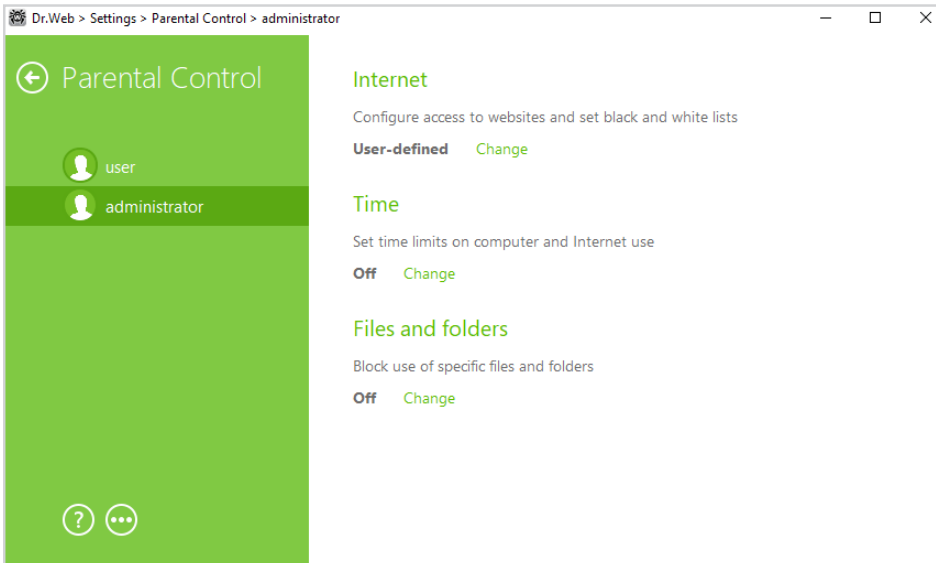 Dr.Web > Settings > Parental Control > administrator
Parental Control
user
administrator
Internet
Configure access to websites and set black and white lists
User-defined Change
Time
Set time limits on computer and Internet use
Off Change
Files and folders
Block use of specific files and folders
Off Change
?